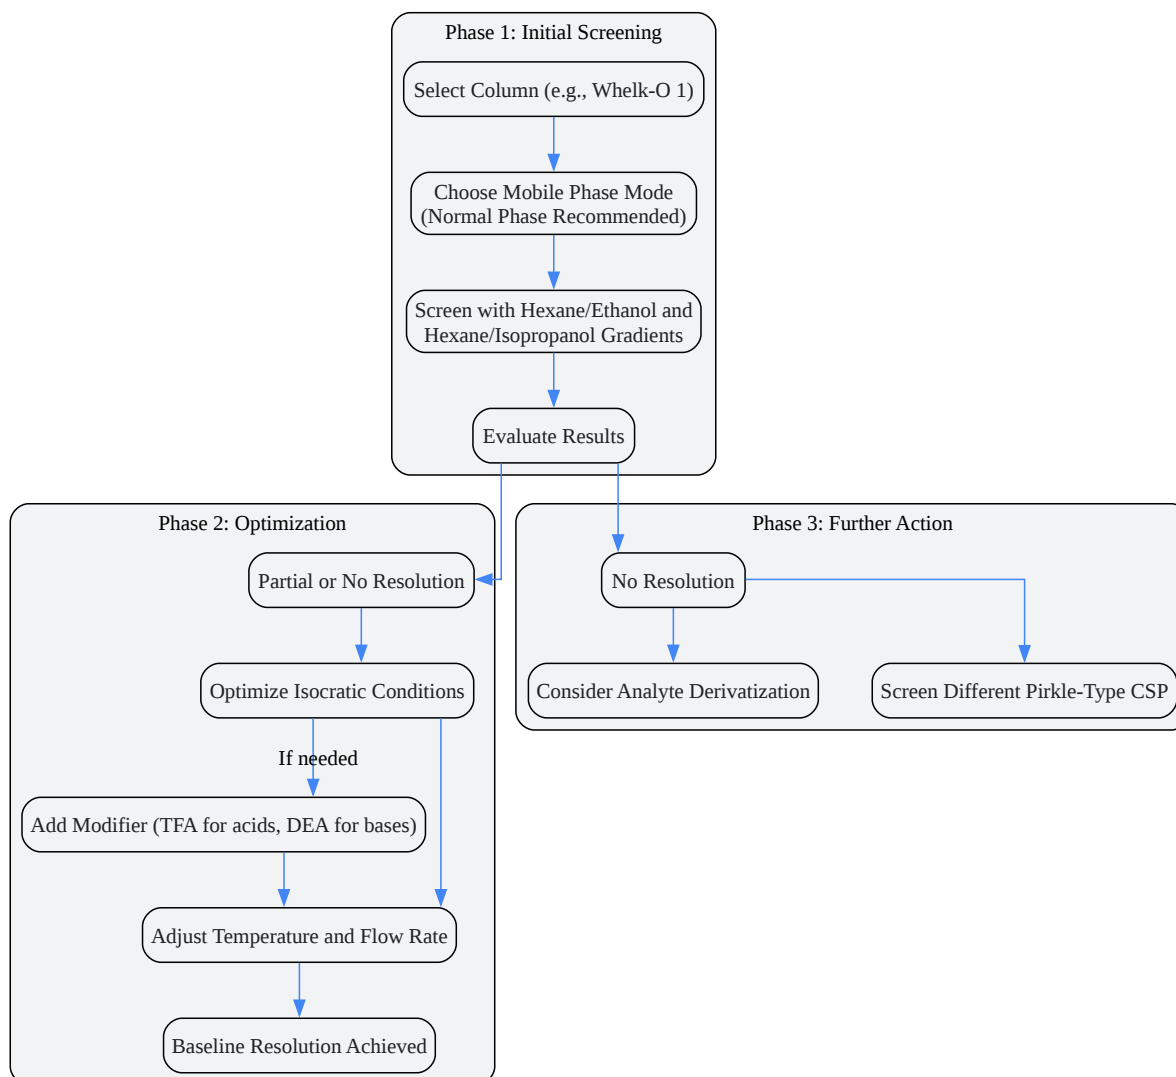 Phase 1: Initial Screening
Select Column (e.g., Whelk-O 1)
Choose Mobile Phase Mode
(Normal Phase Recommended)
Screen with Hexane/Ethanol and
Hexane/Isopropanol Gradients
Evaluate Results
Phase 2: Optimization
Partial or No Resolution
Optimize Isocratic Conditions
If needed
Add Modifier (TFA for acids, DEA for bases)
Adjust Temperature and Flow Rate
Baseline Resolution Achieved
Phase 3: Further Action
No Resolution
Consider Analyte Derivatization
Screen Different Pirkle-Type CSP